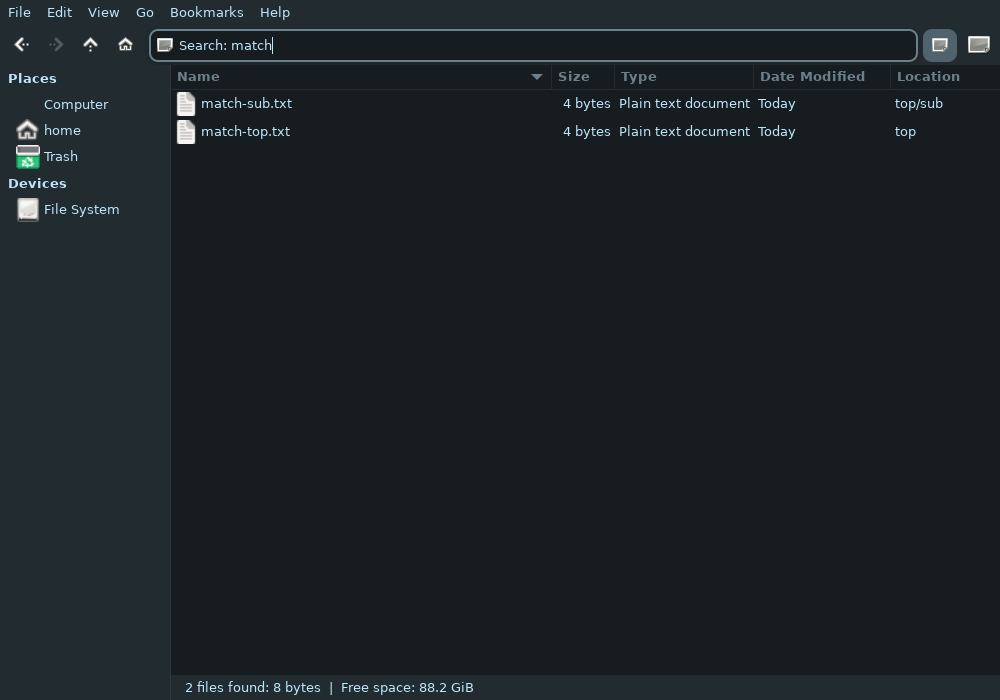 File Edit View Go Bookmarks Help
Search: match
Places
Computer
home
Trash
Devices
File System
Name Size Type Date Modified Location
match-sub.txt 4 bytes Plain text document Today top/sub
match-top.txt 4 bytes Plain text document Today top
2 files found: 8 bytes | Free space: 88.2 GiB